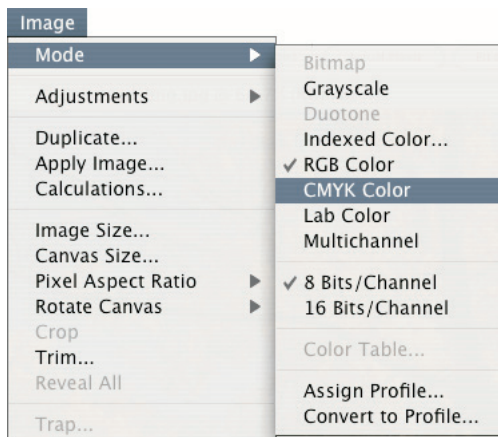 Image
Mode
Adjustments
Duplicate...
Apply Image...
Calculations...
Image Size...
Canvas Size...
Pixel Aspect Ratio
Rotate Canvas
Crop
Trim...
Reveal All
Trap...
Bitmap
Grayscale
Duotone
Indexed Color...
✓ RGB Color
CMYK Color
Lab Color
Multichannel
✓ 8 Bits/Channel
16 Bits/Channel
Color Table...
Assign Profile...
Convert to Profile...